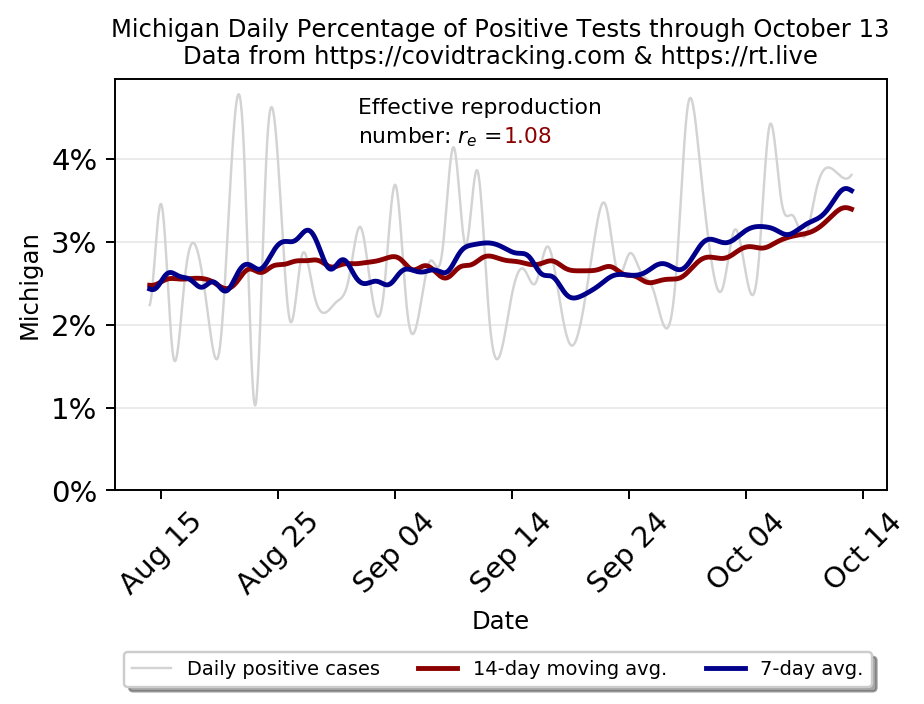 Michigan Daily Percentage of Positive Tests through October 13
Data from https://covidtracking.com & https://rt.live
Effective reproduction
number: rₑ =1.08
4%
3%
2%
1%
0%
Michigan
Aug 15
Aug 25
Sep 04
Sep 14
Sep 24
Oct 04
Oct 14
Date
Daily positive cases
14-day moving avg.
7-day avg.